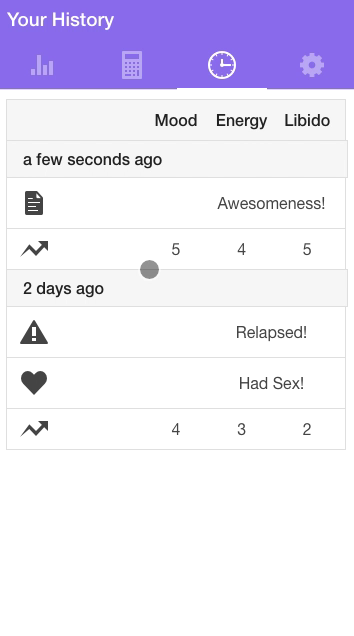 Your History
Mood Energy Libido
a few seconds ago
Awesomeness!
5 4 5
2 days ago
Relapsed!
Had Sex!
4 3 2